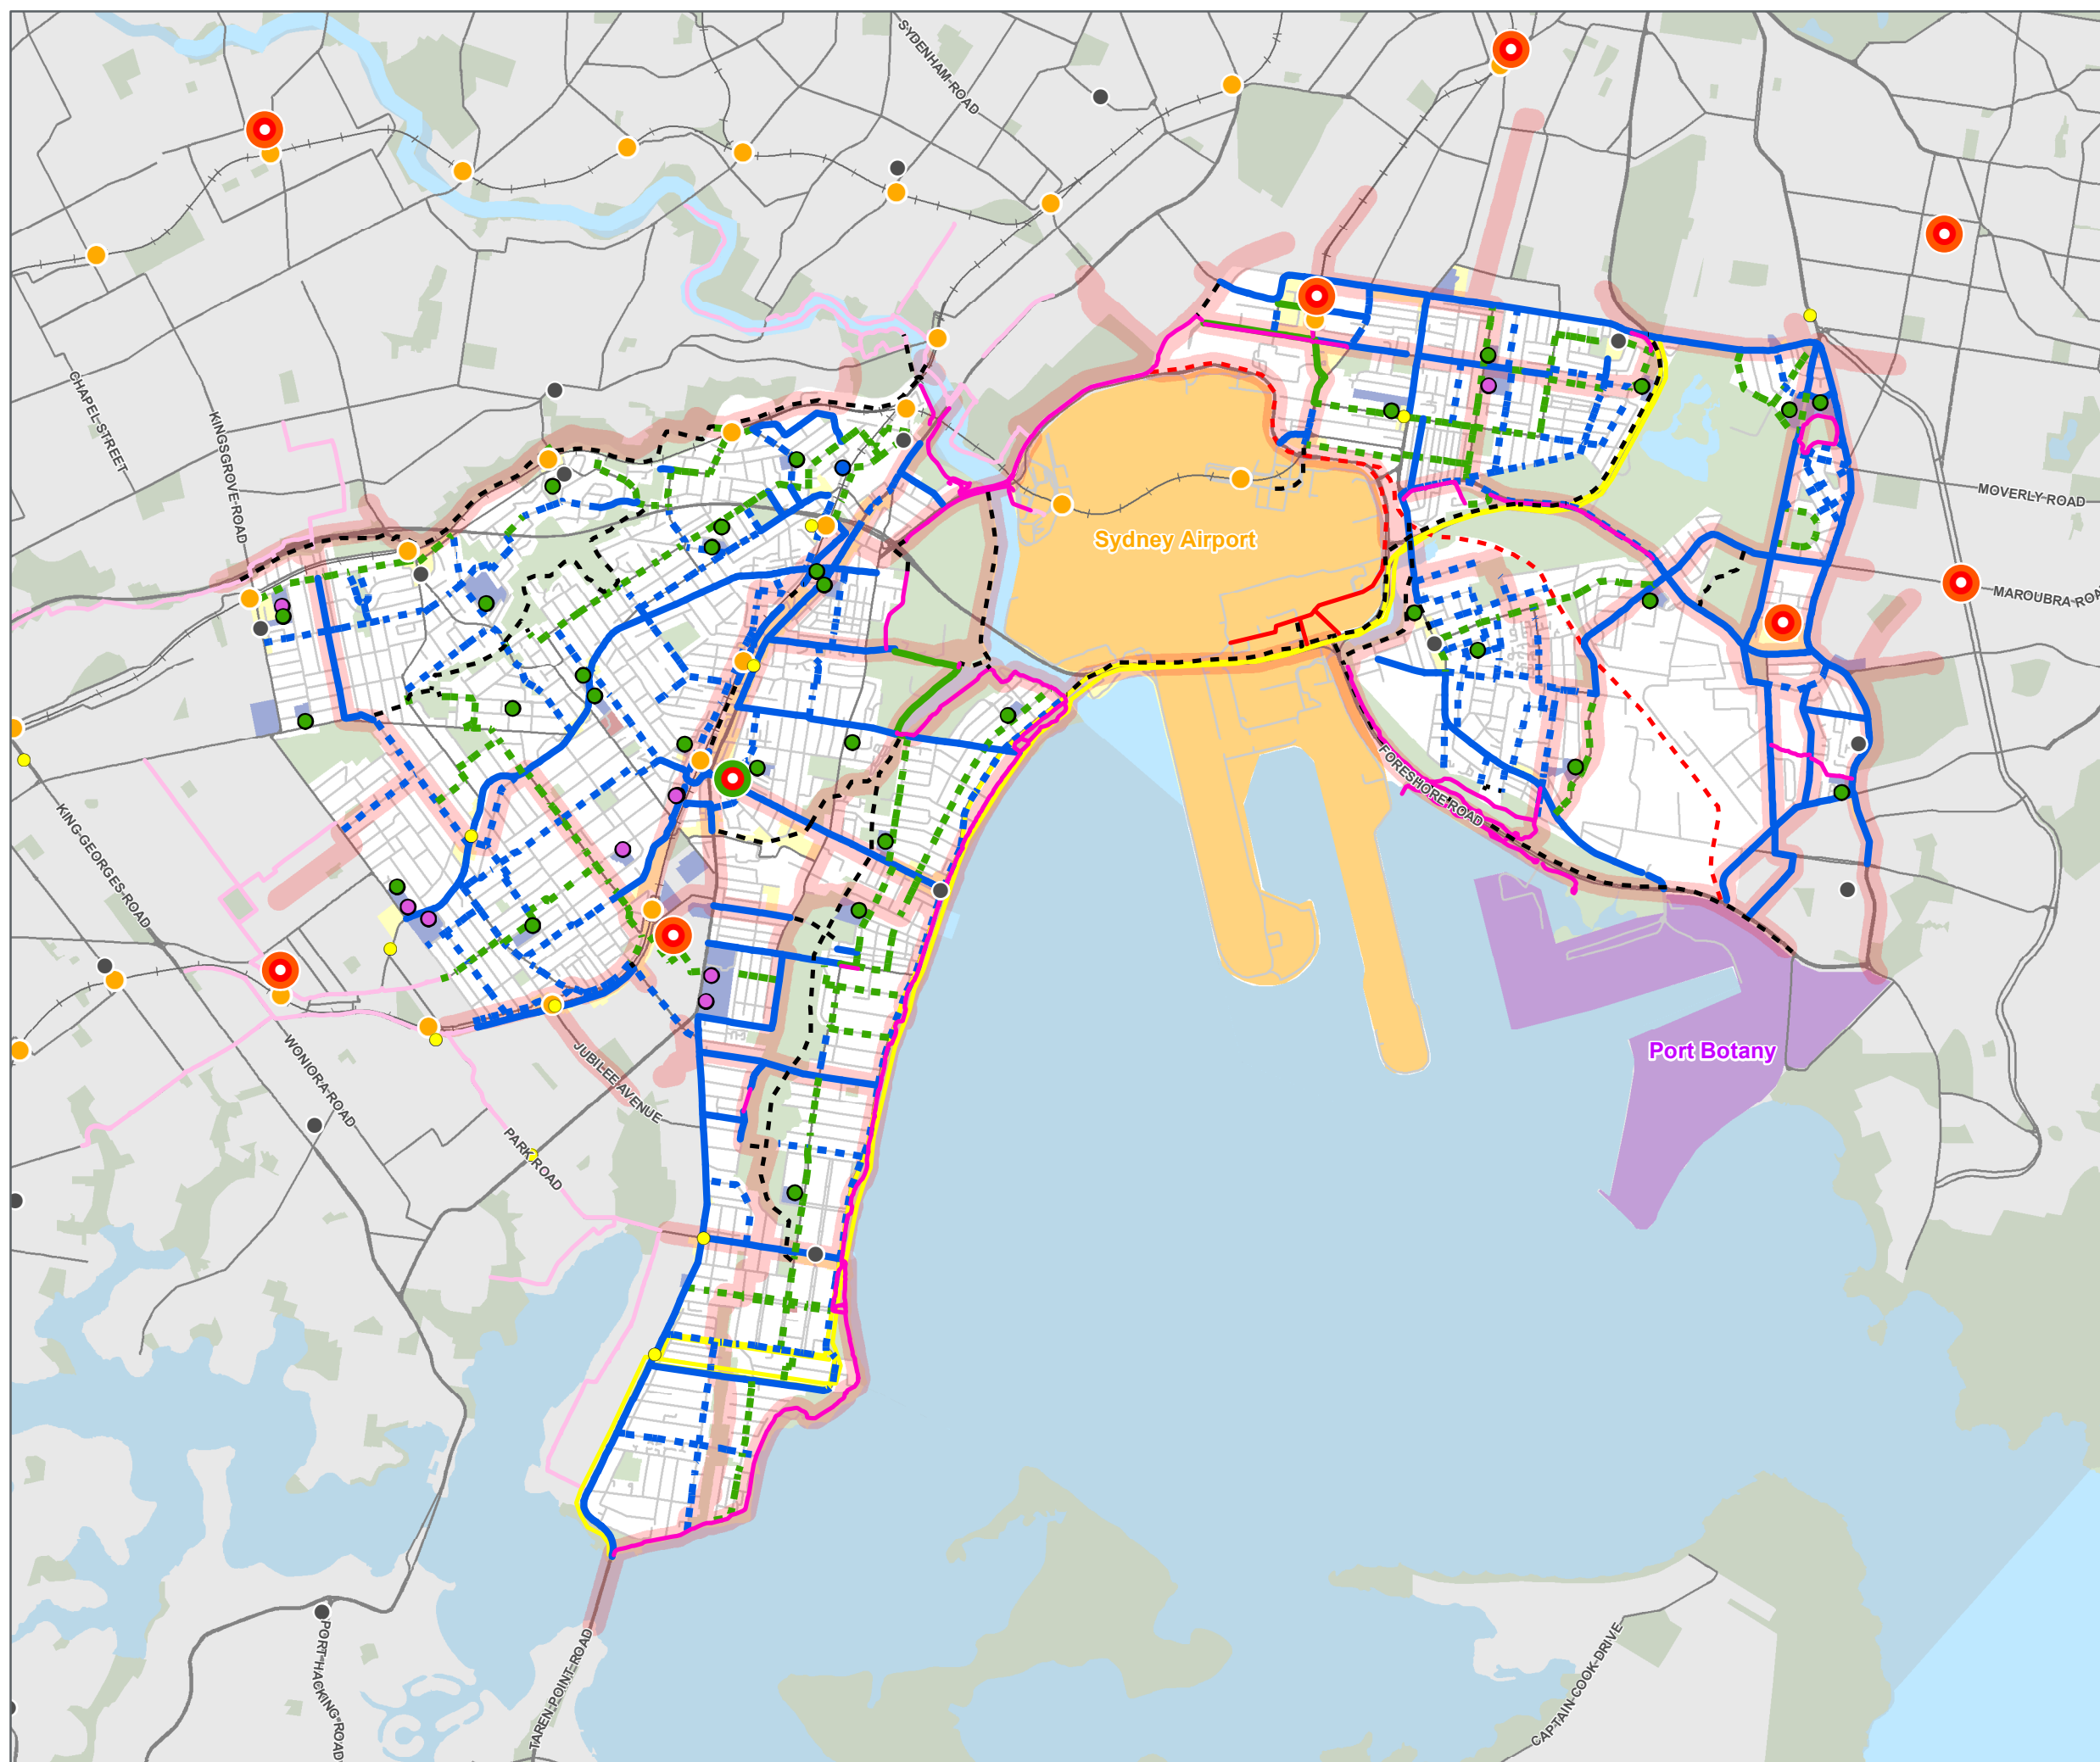 SYDENHAM ROAD
CHAPEL STREET
KINGSGROVE ROAD
MOVERLY ROAD
Sydney Airport
MAROUBRA ROA
FORESHORE ROAD
KING GEORGES ROAD
Port Botany
WONIORA ROAD
JUBILEE AVENUE
PARK ROAD
PORT HACKING ROAD
TAREN POINT ROAD
CAPTAIN COOK DRIVE